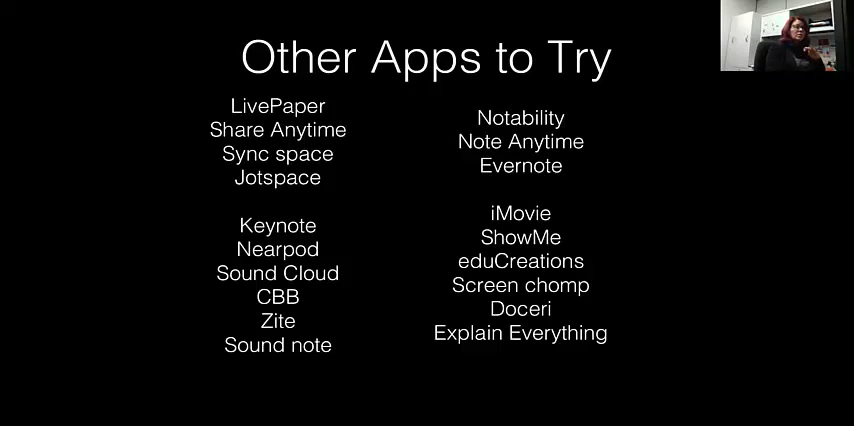 Other Apps to Try
LivePaper
Share Anytime
Sync space
Jotspace
Keynote
Nearpod
Sound Cloud
CBB
Zite
Sound note
Notability
Note Anytime
Evernote
iMovie
ShowMe
eduCreations
Screen chomp
Doceri
Explain Everything